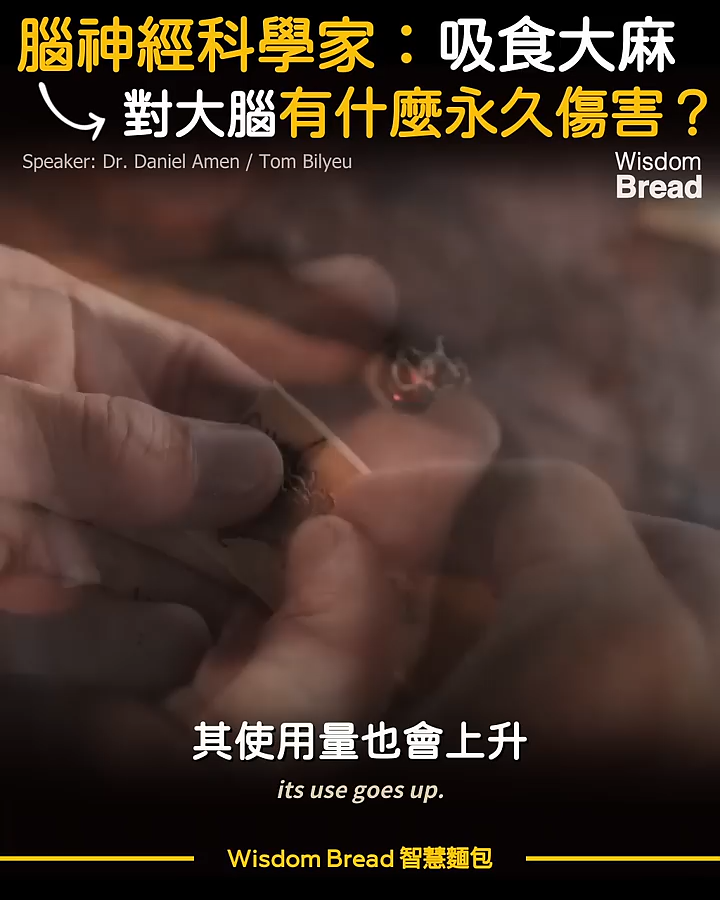 腦神經科學家：吸食大麻
對大腦有什麼永久傷害？
Speaker: Dr. Daniel Amen / Tom Bilyeu
Wisdom
Bread
其使用量也會上升
its use goes up.
Wisdom Bread 智慧麵包